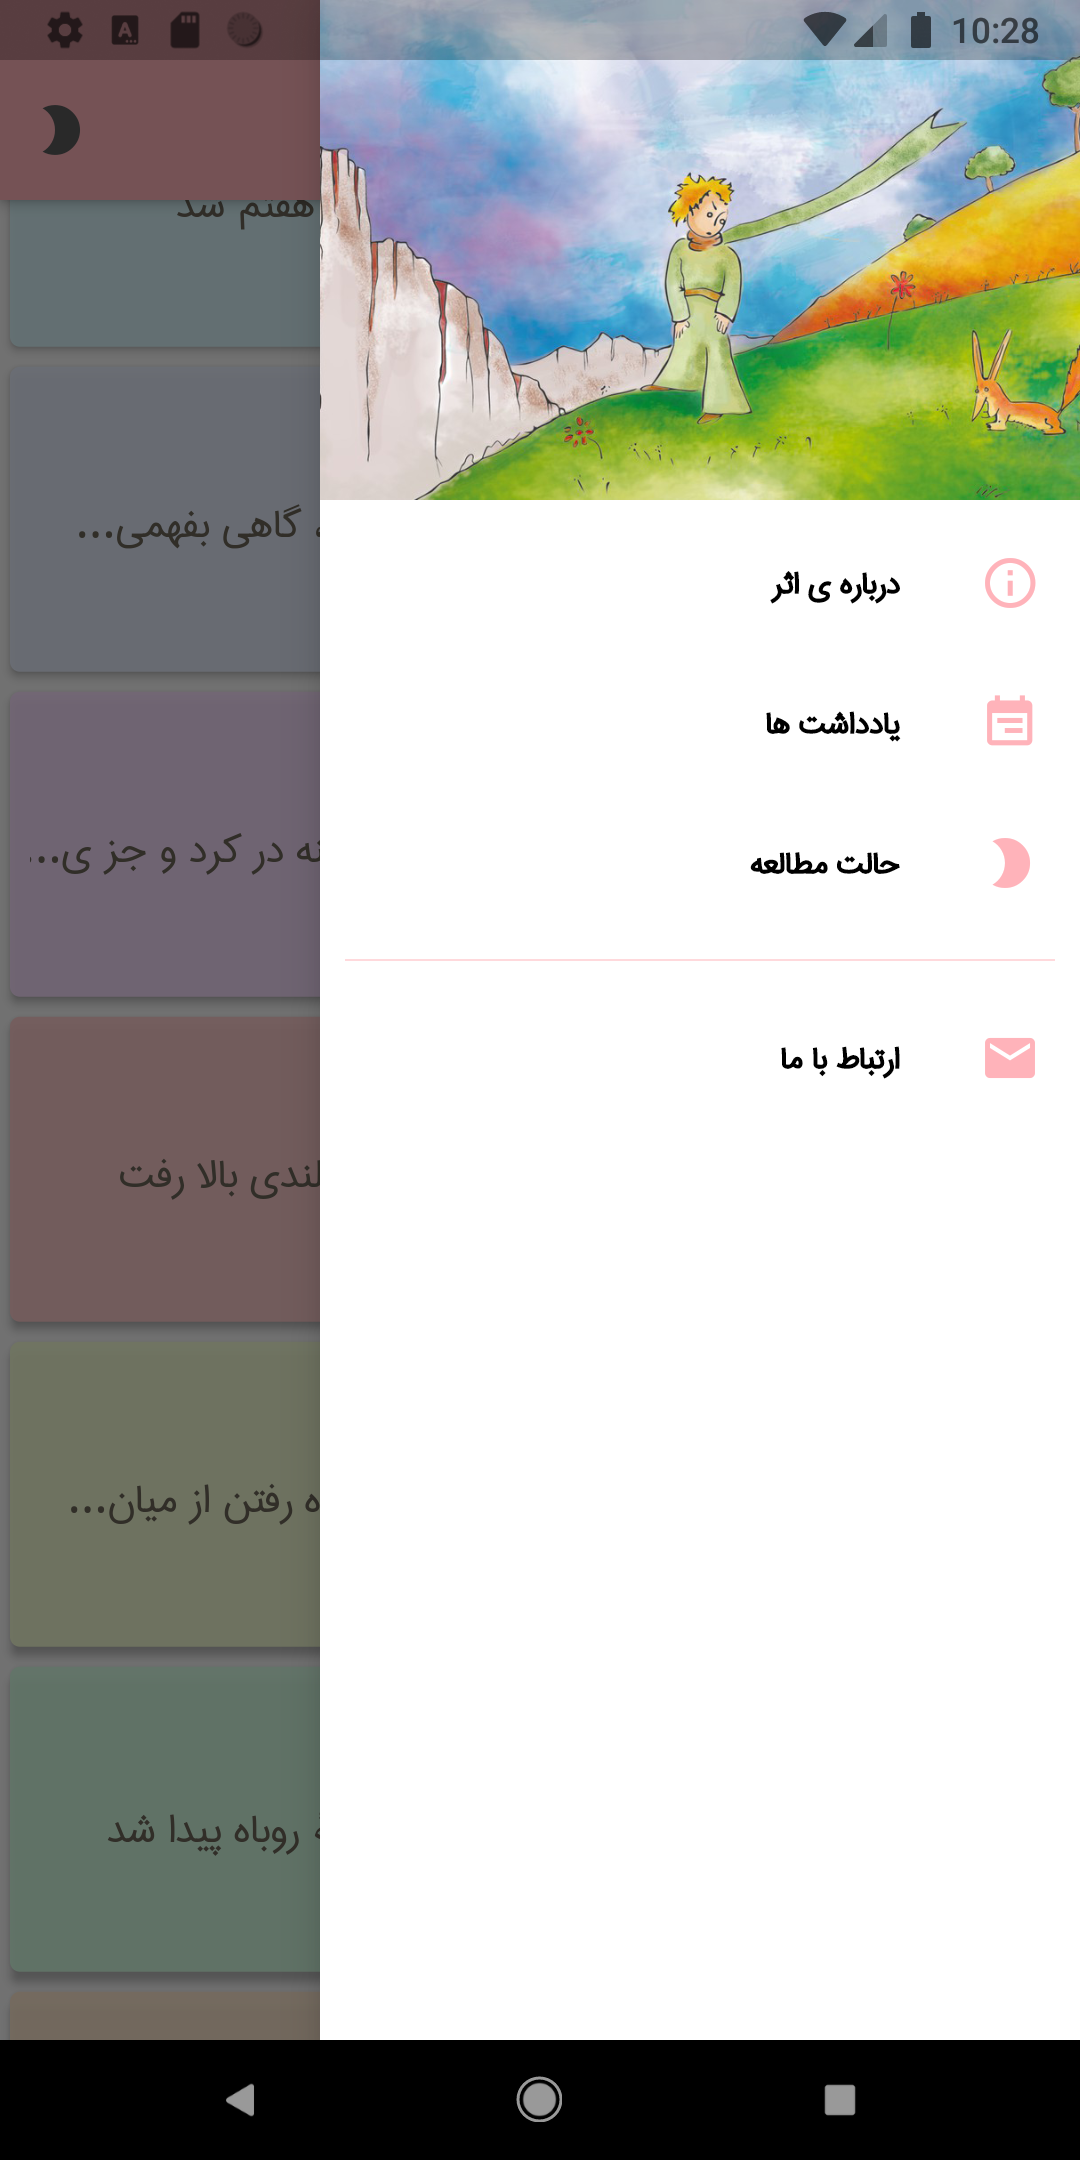 10:28
هفتم شد
گاهی بفهمی...
نه در کرد و جز ی...
بالا رفت
رفتن از میان...
روباه پیدا شد
درباره ی اثر
یادداشت ها
حالت مطالعه
ارتباط با ما